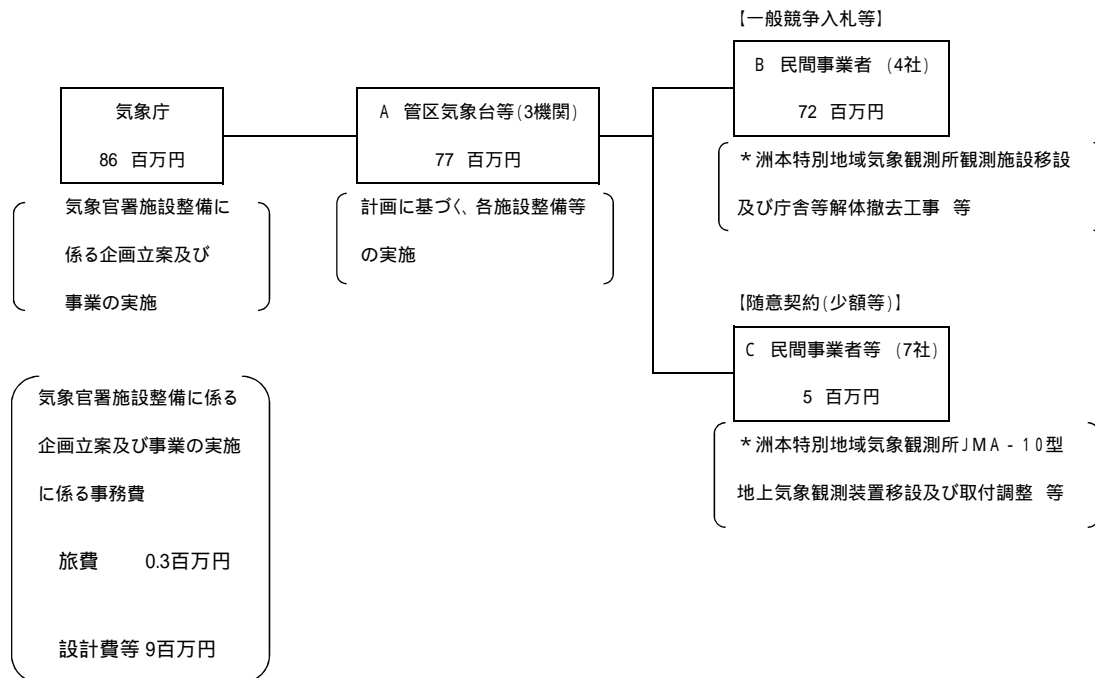 気象庁
86 百万円
気象官署施設整備に
係る企画立案及び
事業の実施
A 管区気象台等(3機関)
77 百万円
計画に基づく、各施設整備等
の実施
【一般競争入札等】
B 民間事業者 (4社)
72 百万円
*洲本特別地域気象観測所観測施設移設
及び庁舎等解体撤去工事 等
【随意契約(少額等)】
C 民間事業者等 (7社)
5 百万円
*洲本特別地域気象観測所JMA-10型
地上気象観測装置移設及び取付調整 等
気象官署施設整備に係る
企画立案及び事業の実施
に係る事務費
旅費 0.3百万円
設計費等 9百万円